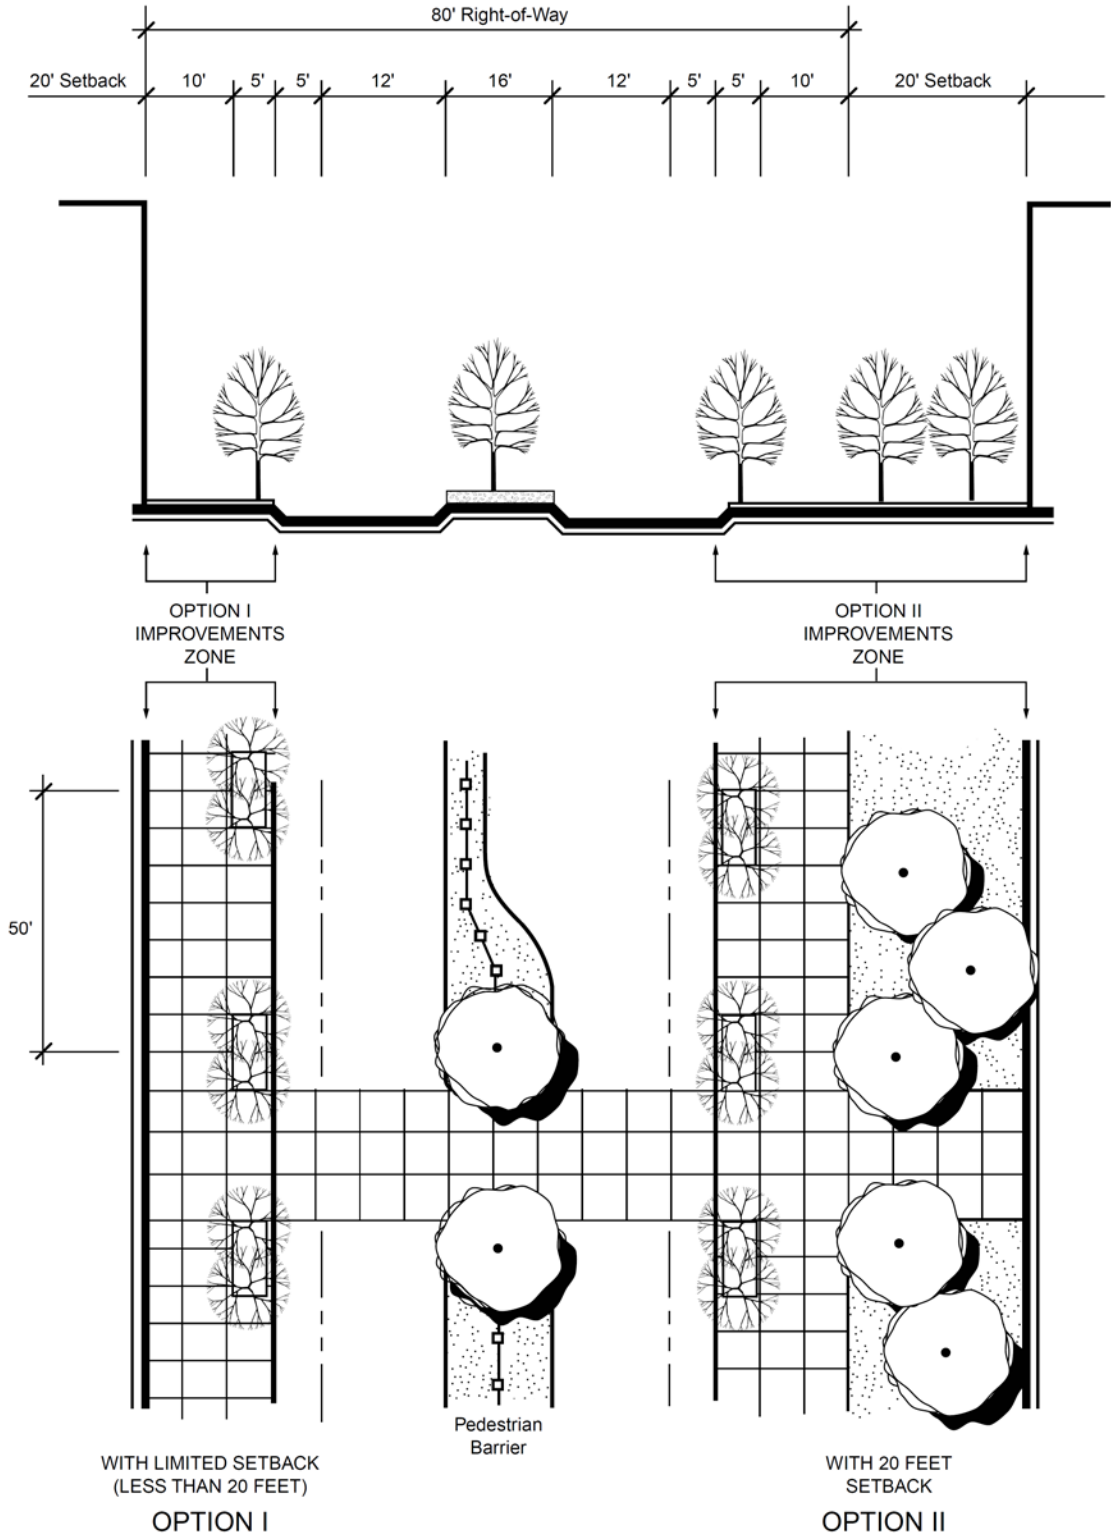 80' Right-of-Way
20' Setback 10' 5' 5' 12' 16' 12' 5' 5' 10' 20' Setback
OPTION I
IMPROVEMENTS
ZONE
OPTION II
IMPROVEMENTS
ZONE
50'
Pedestrian
Barrier
WITH LIMITED SETBACK
(LESS THAN 20 FEET)
OPTION I
WITH 20 FEET
SETBACK
OPTION II